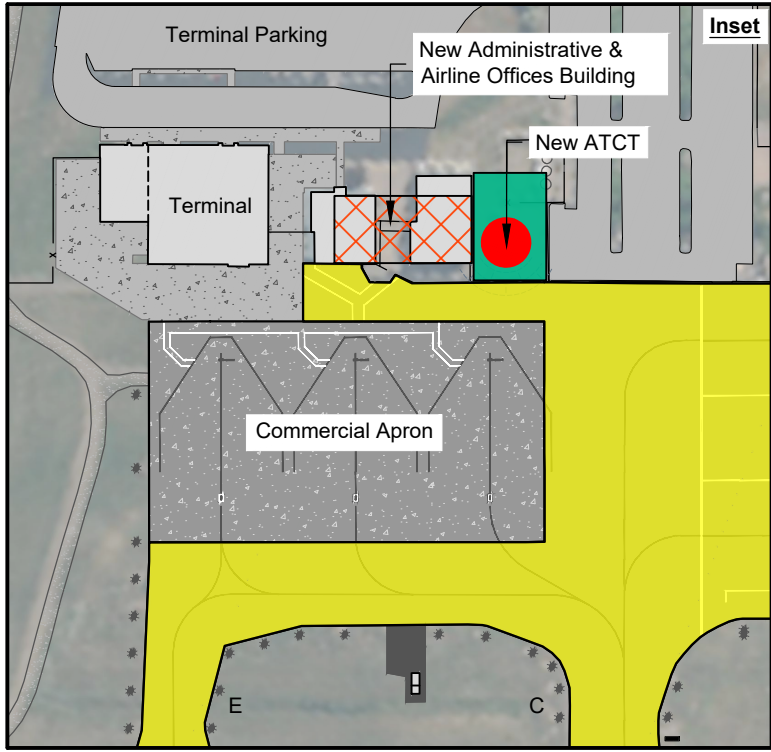 Inset
Terminal Parking
New Administrative &
Airline Offices Building
New ATCT
Terminal
x
Commercial Apron
E
C